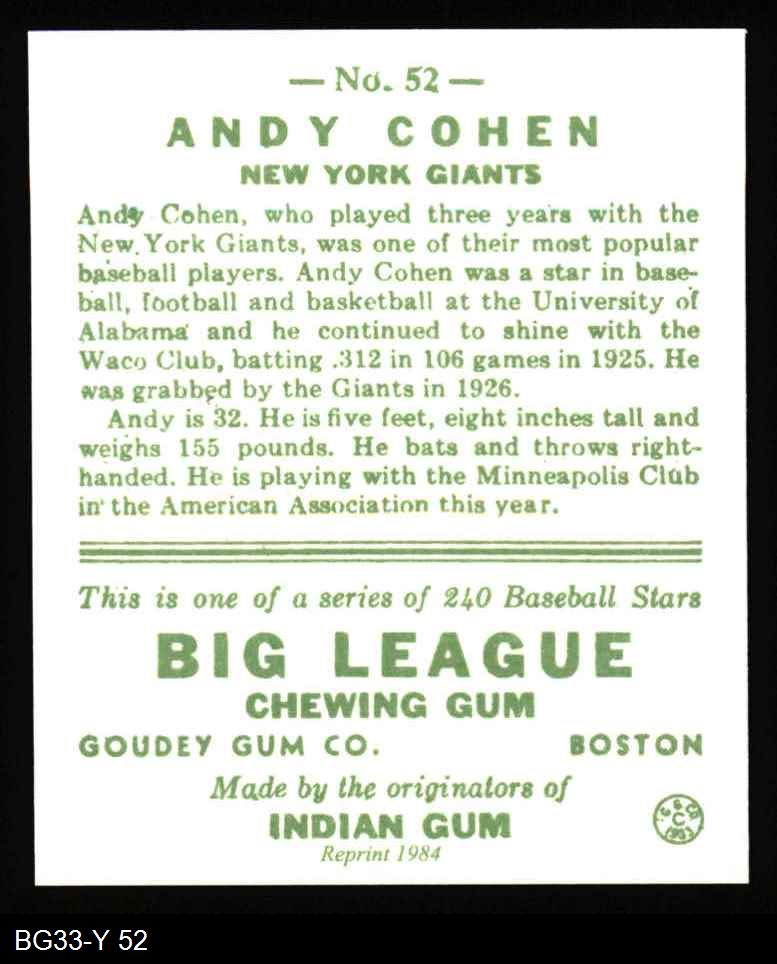 — No. 52 —
ANDY COHEN
NEW YORK GIANTS
Andy Cohen, who played three years with the
New York Giants, was one of their most popular
baseball players. Andy Cohen was a star in base-
ball, football and basketball at the University of
Alabama and he continued to shine with the
Waco Club, batting .312 in 106 games in 1925. He
was grabbed by the Giants in 1926.
Andy is 32. He is five feet, eight inches tall and
weighs 155 pounds. He bats and throws right-
handed. He is playing with the Minneapolis Club
in the American Association this year.
This is one of a series of 240 Baseball Stars
BIG LEAGUE
CHEWING GUM
GOUDEY GUM CO. BOSTON
Made by the originators of
INDIAN GUM
Reprint 1984
C
1933
BG33-Y 52